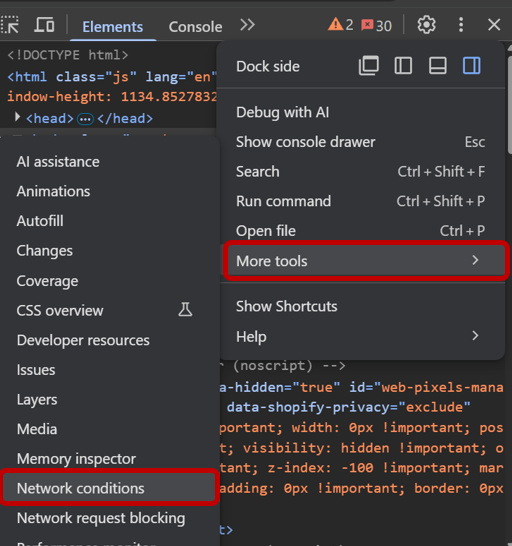 Elements Console 2 30
<!DOCTYPE html>
<html class="js" lang="en"
indow-height: 1134.8527832
<head> ... </head>
Dock side
Debug with AI
Show console drawer Esc
Search Ctrl + Shift + F
Run command Ctrl + Shift + P
Open file Ctrl + P
More tools
Show Shortcuts
Help
AI assistance
Animations
Autofill
Changes
Coverage
CSS overview
Developer resources
Issues
Layers
Media
Memory inspector
Network conditions
Network request blocking
(noscript) -->
a-hidden="true" id="web-pixels-mana
data-shopify-privacy="exclude"
portant; width: 0px !important; pos
t; visibility: hidden !important; o
tant; z-index: -100 !important; mar
adding: 0px !important; border: 0px
t>